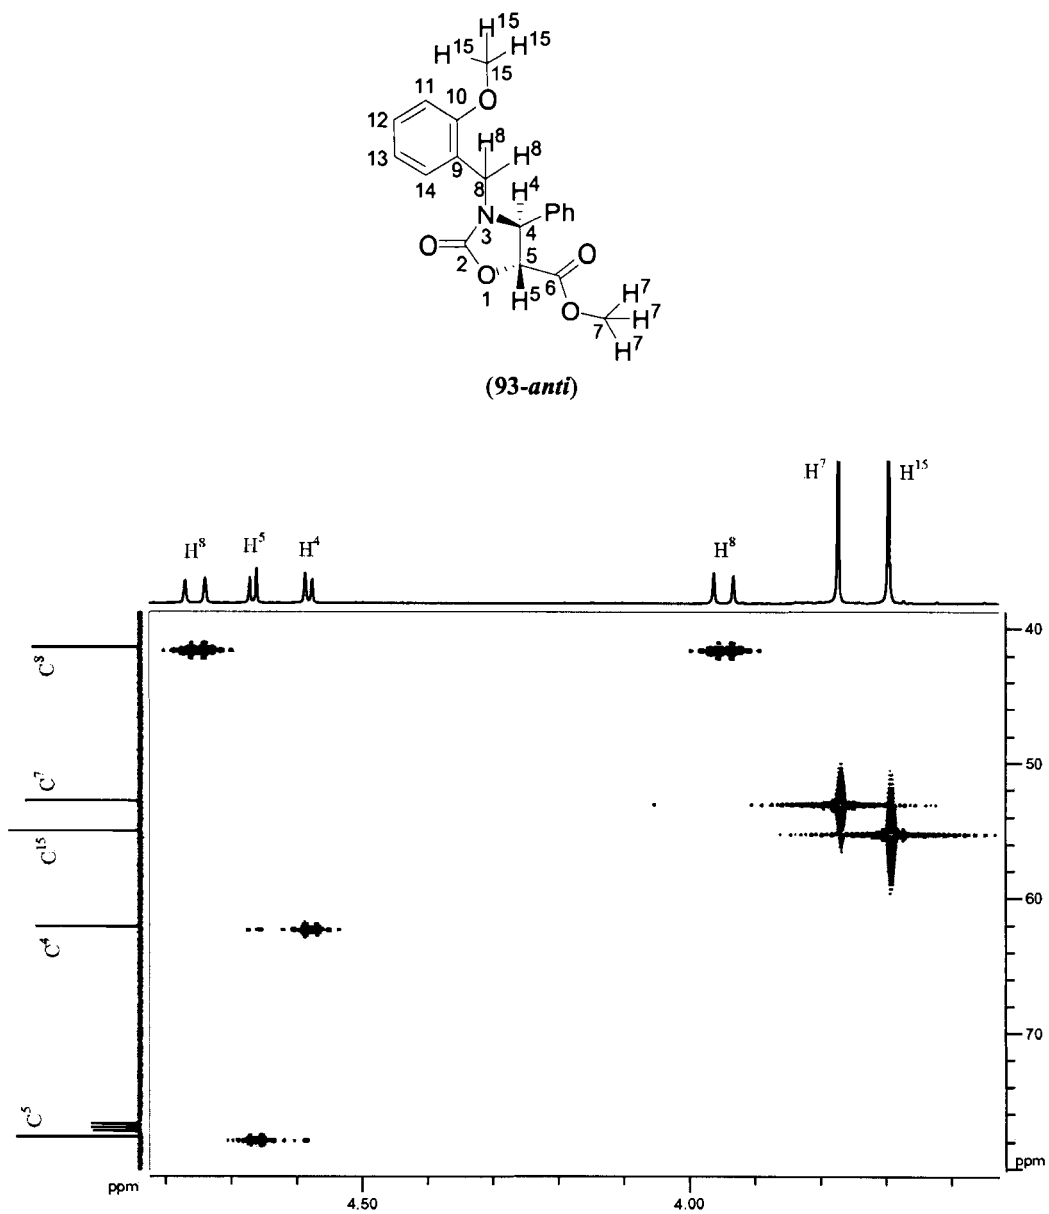 H¹⁵
H¹⁵ H¹⁵
15
11 10 O
12 H⁸
13 9 H⁸
14 8 H⁴
N Ph
3 4
O 2 5 O
O 6
1 H⁵ H⁷
O 7 H⁷
H⁷
(93-anti)
H⁷ H¹⁵
H⁸ H⁵ H⁴ H⁸
C⁸ 40
C⁷ 50
C¹⁵
C⁴ 60
70
C⁵
ppm
ppm 4.50 4.00